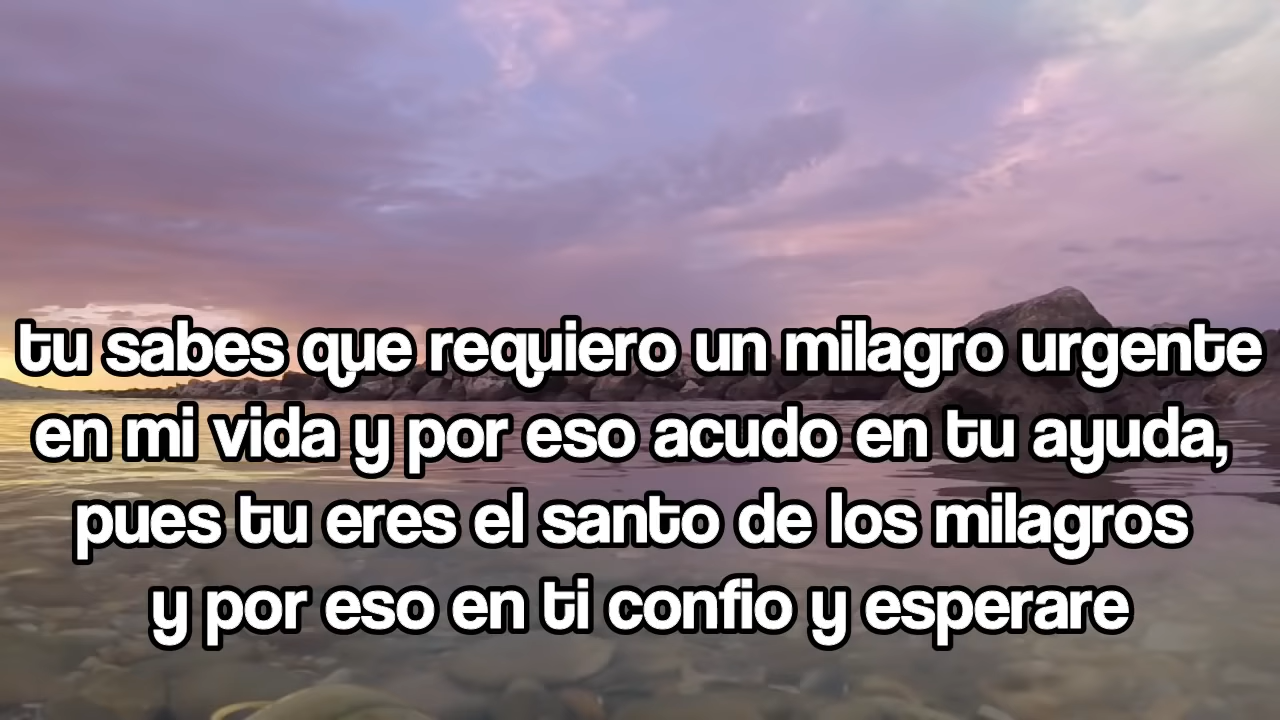 tu sabes que requiero un milagro urgente
en mi vida y por eso acudo en tu ayuda,
pues tu eres el santo de los milagros
y por eso en ti confio y esperare